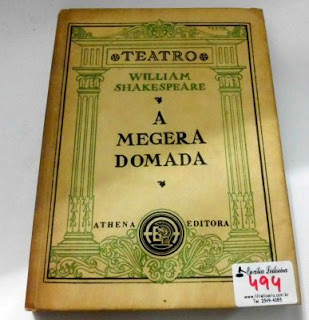 TEATRO
WILLIAM
SHAKESPEARE
A
MEGERA
DOMADA
ATHENA EDITORA
494